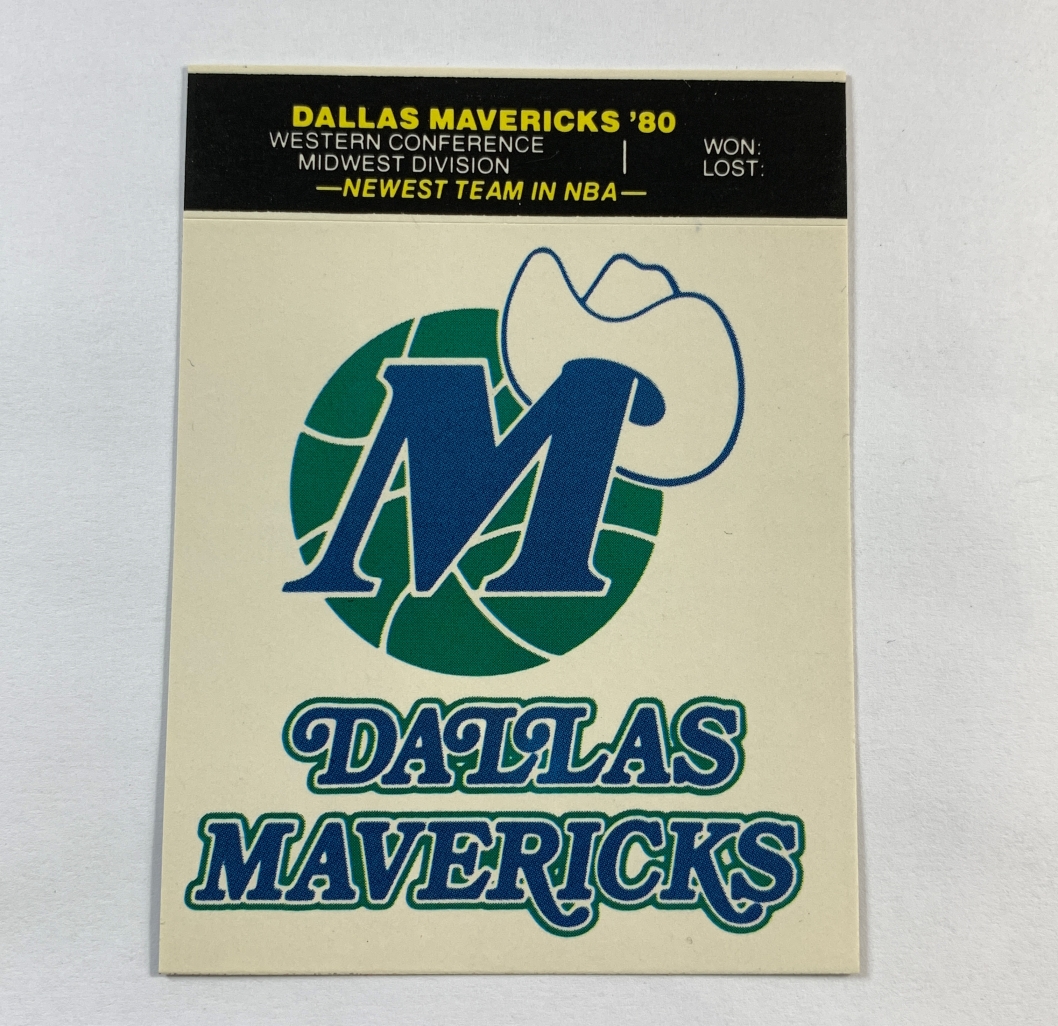 DALLAS MAVERICKS '80
WESTERN CONFERENCE
MIDWEST DIVISION
—NEWEST TEAM IN NBA—
WON:
LOST:
M
DALLAS
MAVERICKS